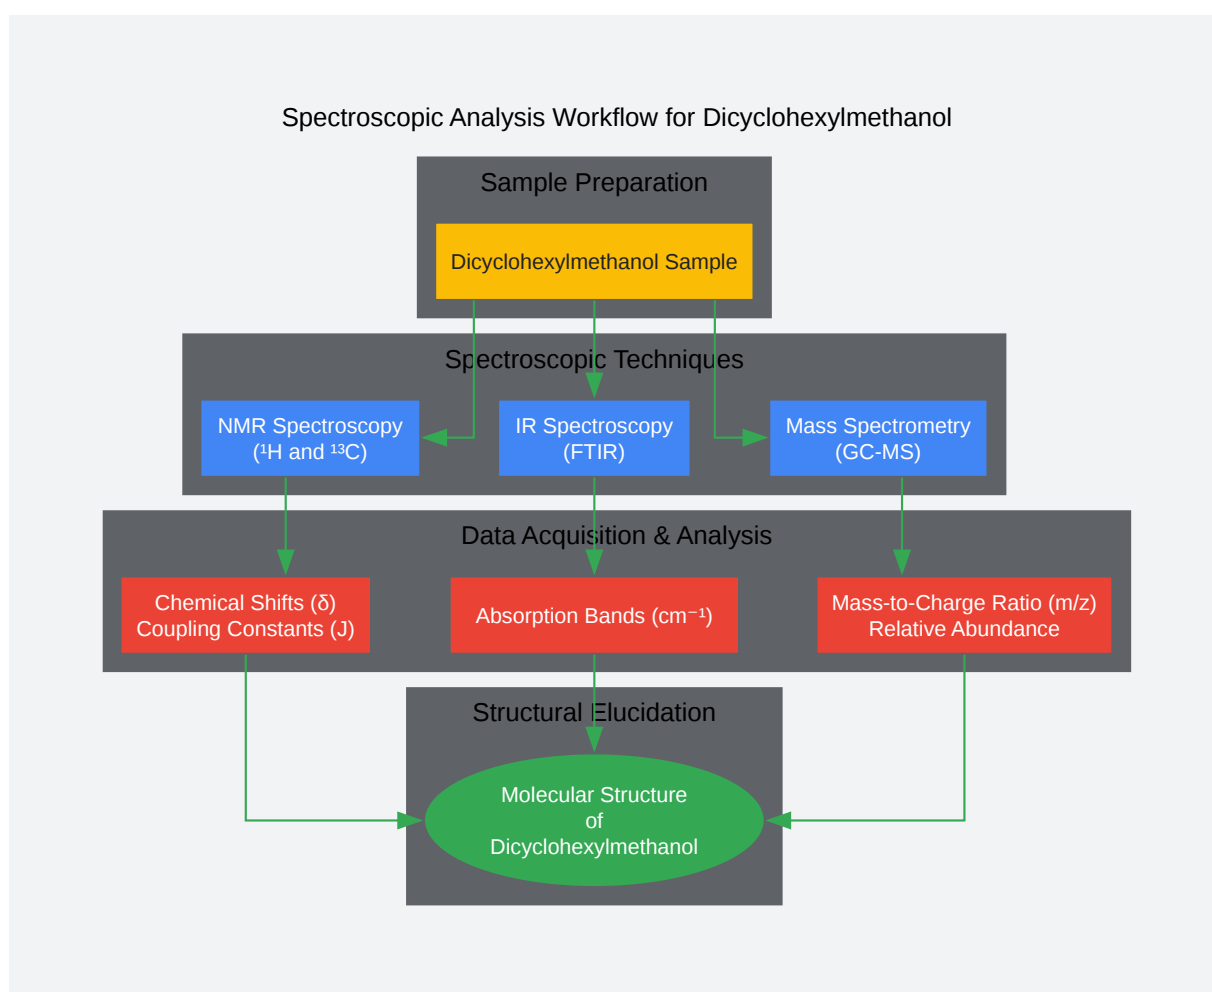 Spectroscopic Analysis Workflow for Dicyclohexylmethanol
Sample Preparation
Dicyclohexylmethanol Sample
Spectroscopic Techniques
NMR Spectroscopy
(¹H and ¹³C)
IR Spectroscopy
(FTIR)
Mass Spectrometry
(GC-MS)
Data Acquisition & Analysis
Chemical Shifts (δ)
Coupling Constants (J)
Absorption Bands (cm⁻¹)
Mass-to-Charge Ratio (m/z)
Relative Abundance
Structural Elucidation
Molecular Structure
of
Dicyclohexylmethanol